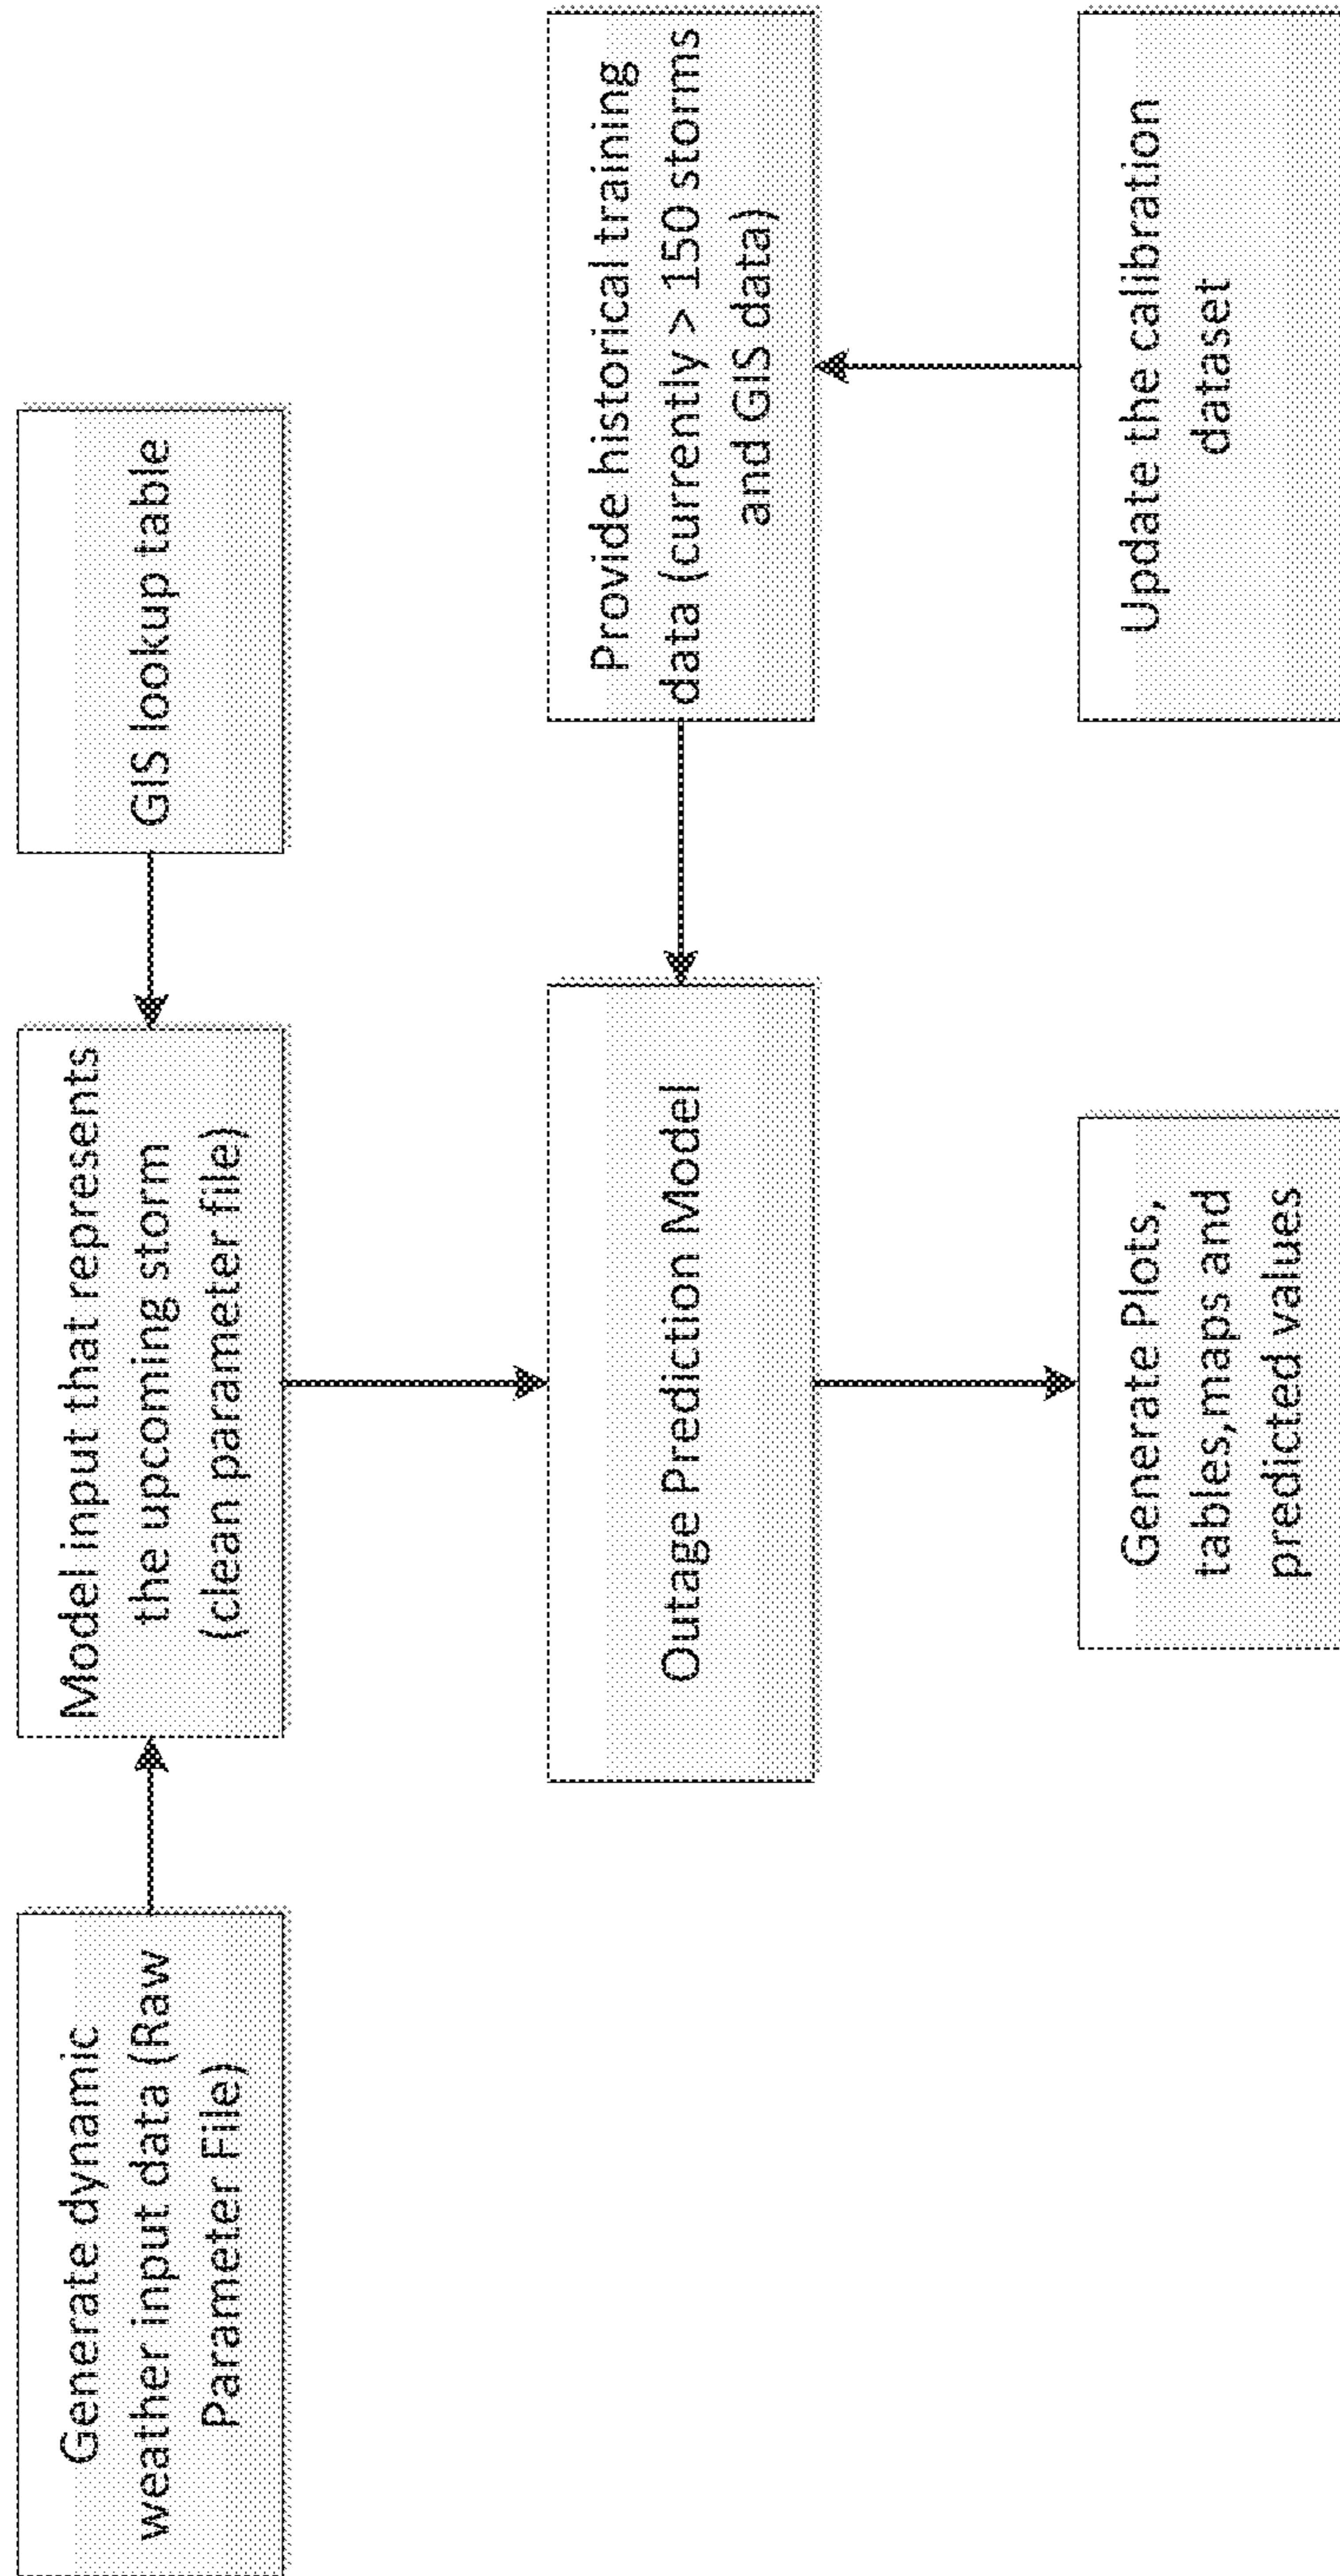 Generate dynamic
weather input data (Raw
Parameter File)
Model input that represents
the upcoming storm
(clean parameter file)
GIS lookup table
Outage Prediction Model
Provide historical training
data (currently > 150 storms
and GIS data)
Generate Plots,
tables,maps and
predicted values
Update the calibration
dataset